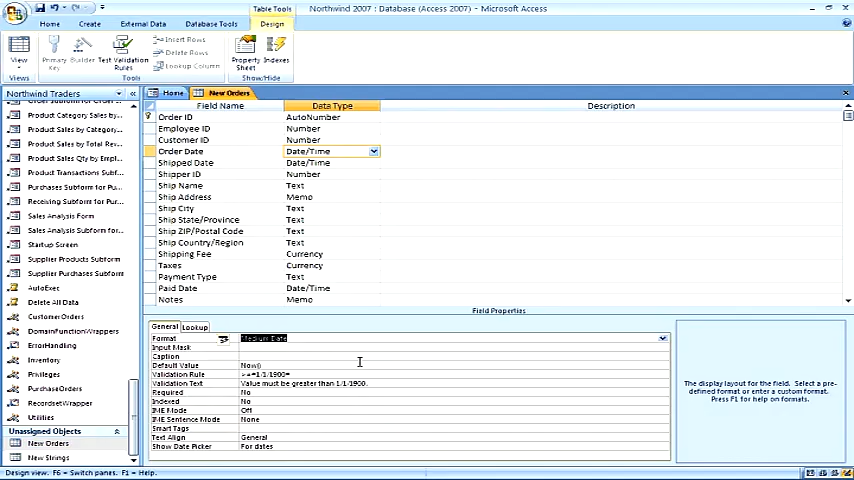 Table Tools
Northwind 2007 : Database (Access 2007) - Microsoft Access
Home
Create
External Data
Database Tools
Design
View
Primary Key
Builder
Test Validation Rules
Insert Rows
Delete Rows
Lookup Column
Property Sheet
Indexes
Views
Tools
Show/Hide
Northwind Traders
Home
New Orders
Product Category Sales by...
Product Sales by Category...
Product Sales by Total Rev...
Product Sales Qty by Empl...
Product Transactions Subf...
Purchases Subform for Pur...
Receiving Subform for Pur...
Sales Analysis Form
Sales Analysis Subform for...
Startup Screen
Supplier Products Subform
Supplier Purchases Subform
AutoExec
Delete All Data
CustomerOrders
DomainFunctionWrappers
ErrorHandling
Inventory
Privileges
PurchaseOrders
RecordsetWrapper
Utilities
Unassigned Objects
New Orders
New Strings
Field Name Data Type Description
Order ID AutoNumber
Employee ID Number
Customer ID Number
Order Date Date/Time
Shipped Date Date/Time
Shipper ID Number
Ship Name Text
Ship Address Memo
Ship City Text
Ship State/Province Text
Ship ZIP/Postal Code Text
Ship Country/Region Text
Shipping Fee Currency
Taxes Currency
Payment Type Text
Paid Date Date/Time
Notes Memo
Field Properties
General Lookup
Format Medium Date
Input Mask
Caption
Default Value Now()
Validation Rule >=#1/1/1900#
Validation Text Value must be greater than 1/1/1900.
Required No
Indexed No
IME Mode Off
IME Sentence Mode None
Smart Tags
Text Align General
Show Date Picker For dates
The display layout for the field. Select a pre-
defined format or enter a custom format.
Press F1 for help on formats.
Design view. F6 = Switch panes. F1 = Help.